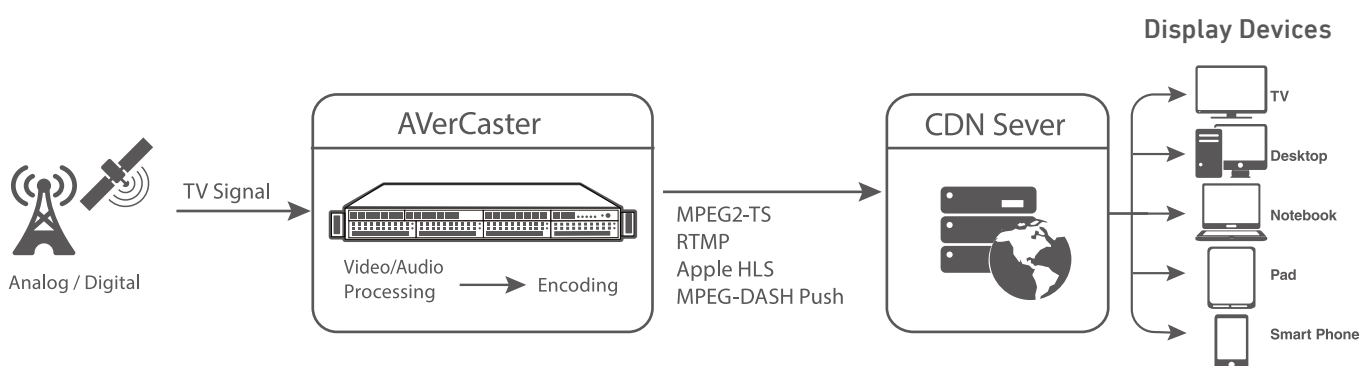 Display Devices
AVerCaster
CDN Sever
TV
Desktop
TV Signal
Notebook
MPEG2-TS
RTMP
Apple HLS
MPEG-DASH Push
Video/Audio
Processing
Encoding
Analog / Digital
Pad
Smart Phone